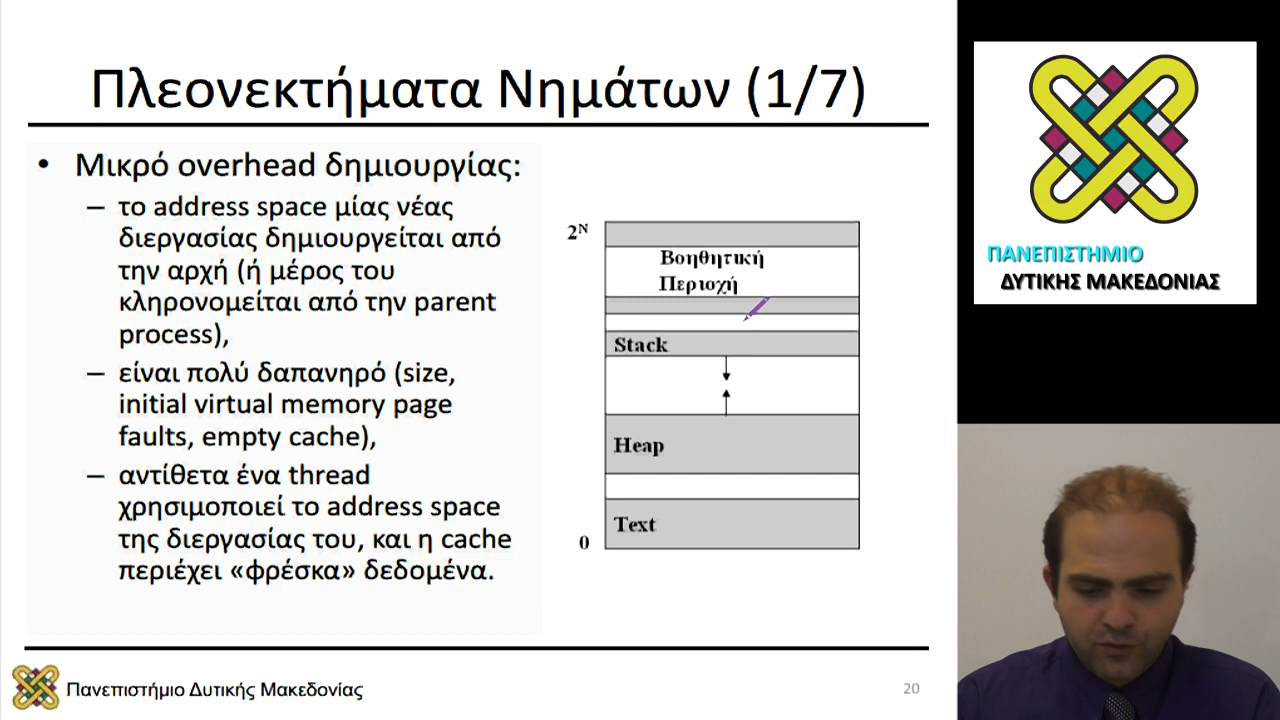 Πλεονεκτήματα Νημάτων (1/7)
• Μικρό overhead δημιουργίας:
– το address space μίας νέας
διεργασίας δημιουργείται από
την αρχή (ή μέρος του
κληρονομείται από την parent
process),
– είναι πολύ δαπανηρό (size,
initial virtual memory page
faults, empty cache),
– αντίθετα ένα thread
χρησιμοποιεί το address space
της διεργασίας του, και η cache
περιέχει «φρέσκα» δεδομένα.
2ᴺ
Βοηθητική
Περιοχή
Stack
Heap
Text
0
Πανεπιστήμιο Δυτικής Μακεδονίας
20
ΠΑΝΕΠΙΣΤΗΜΙΟ
ΔΥΤΙΚΗΣ ΜΑΚΕΔΟΝΙΑΣ